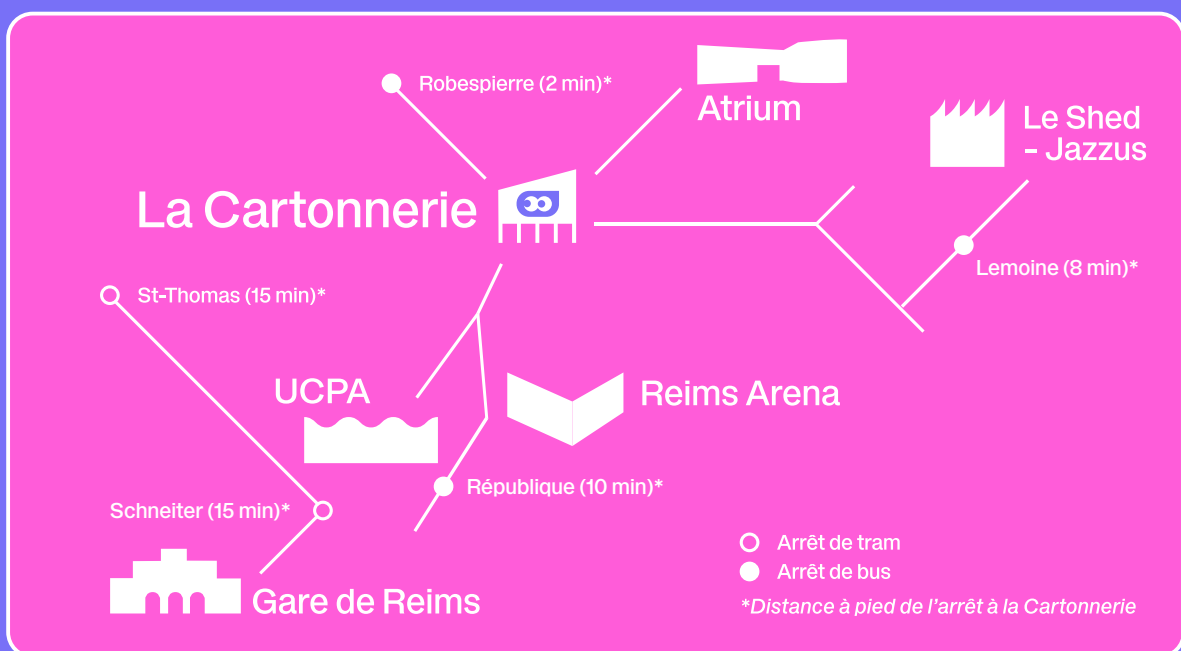 Robespierre (2 min)*
Atrium
Le Shed
- Jazzus
La Cartonnerie
Lemoine (8 min)*
St-Thomas (15 min)*
UCPA
Reims Arena
République (10 min)*
Schneiter (15 min)*
Arrêt de tram
Arrêt de bus
Gare de Reims
*Distance à pied de l'arrêt à la Cartonnerie